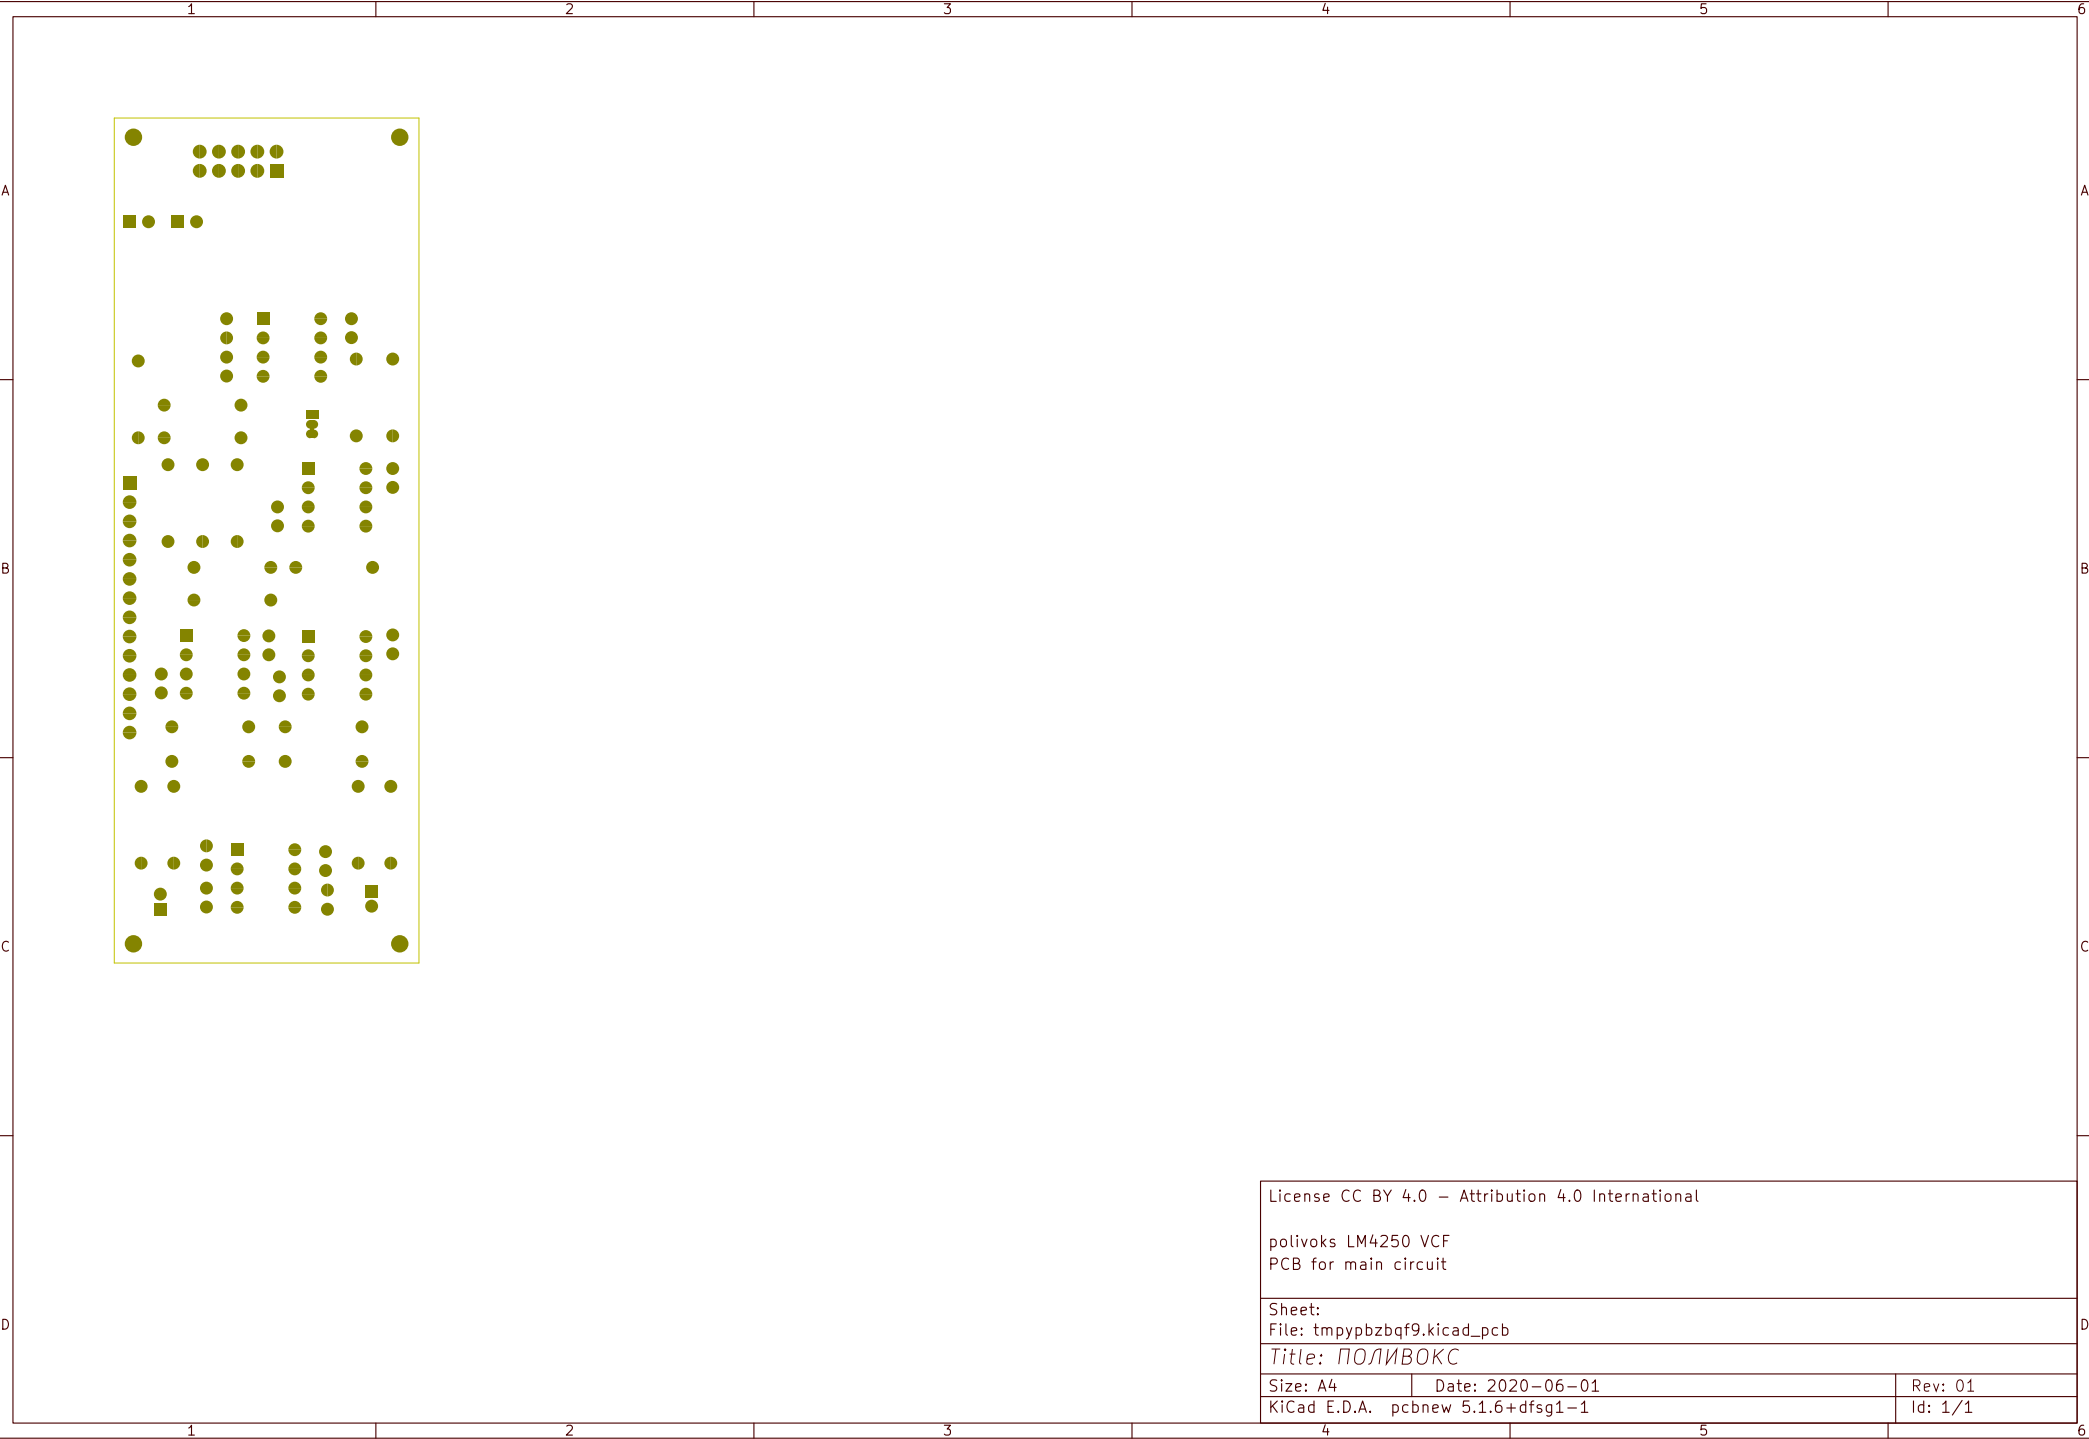 1 2 3 4 5 6
A A
B B
C C
License CC BY 4.0 – Attribution 4.0 International
polivoks LM4250 VCF
PCB for main circuit
Sheet:
D D
File: tmpypbzbqf9.kicad_pcb
Title: ПОЛИВОКС
Size: A4 Date: 2020-06-01 Rev: 01
KiCad E.D.A. pcbnew 5.1.6+dfsg1-1 Id: 1/1
1 2 3 4 5 6